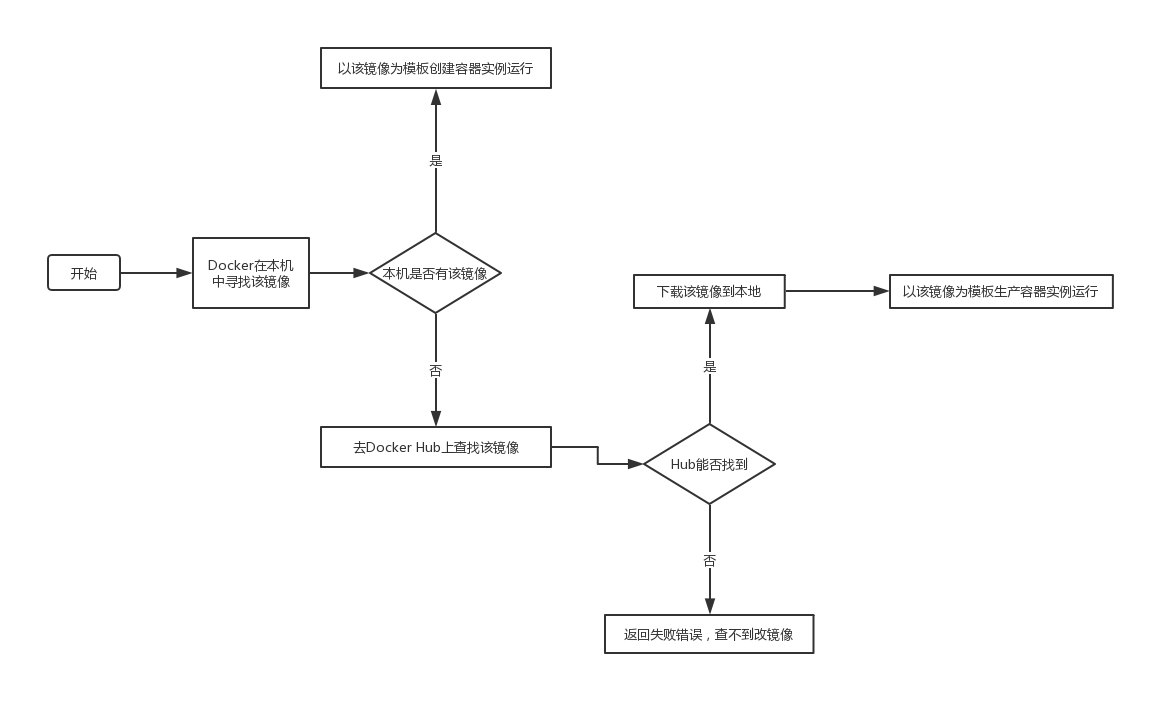 以该镜像为模板创建容器实例运行
是
开始
Docker在本机
中寻找该镜像
本机是否有该镜像
下载该镜像到本地
以该镜像为模板生产容器实例运行
否
是
去Docker Hub上查找该镜像
Hub能否找到
否
返回失败错误，查不到改镜像